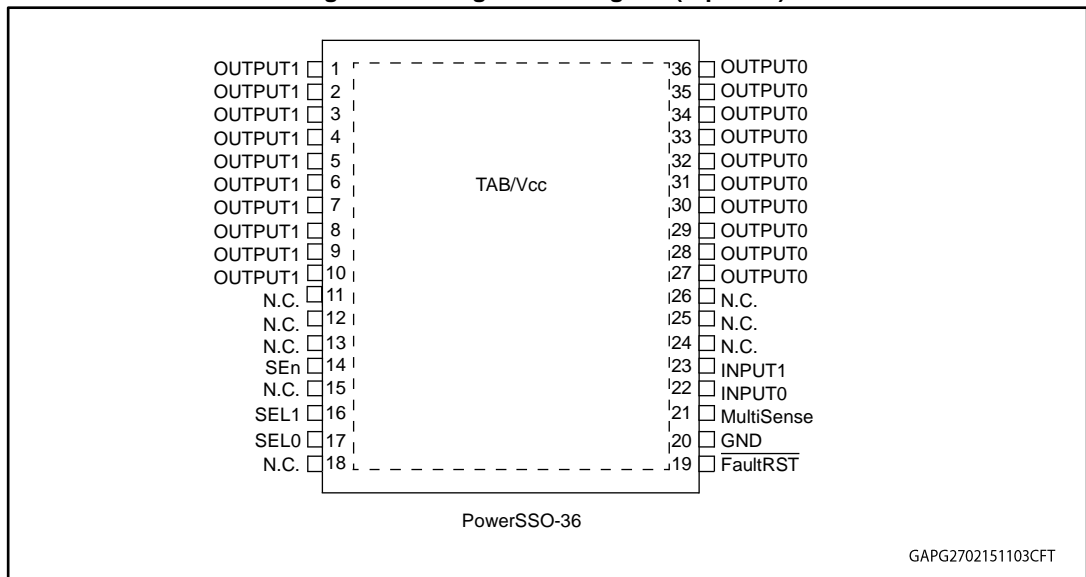 OUTPUT1 1 36 OUTPUT0
OUTPUT1 2 35 OUTPUT0
OUTPUT1 3 34 OUTPUT0
OUTPUT1 4 33 OUTPUT0
OUTPUT1 5 32 OUTPUT0
OUTPUT1 6 TAB/Vcc 31 OUTPUT0
OUTPUT1 7 30 OUTPUT0
OUTPUT1 8 29 OUTPUT0
OUTPUT1 9 28 OUTPUT0
OUTPUT1 10 27 OUTPUT0
N.C. 11 26 N.C.
N.C. 12 25 N.C.
N.C. 13 24 N.C.
SEn 14 23 INPUT1
N.C. 15 22 INPUT0
SEL1 16 21 MultiSense
SEL0 17 20 GND
N.C. 18 19 FaultRST
PowerSSO-36
GAPG2702151103CFT